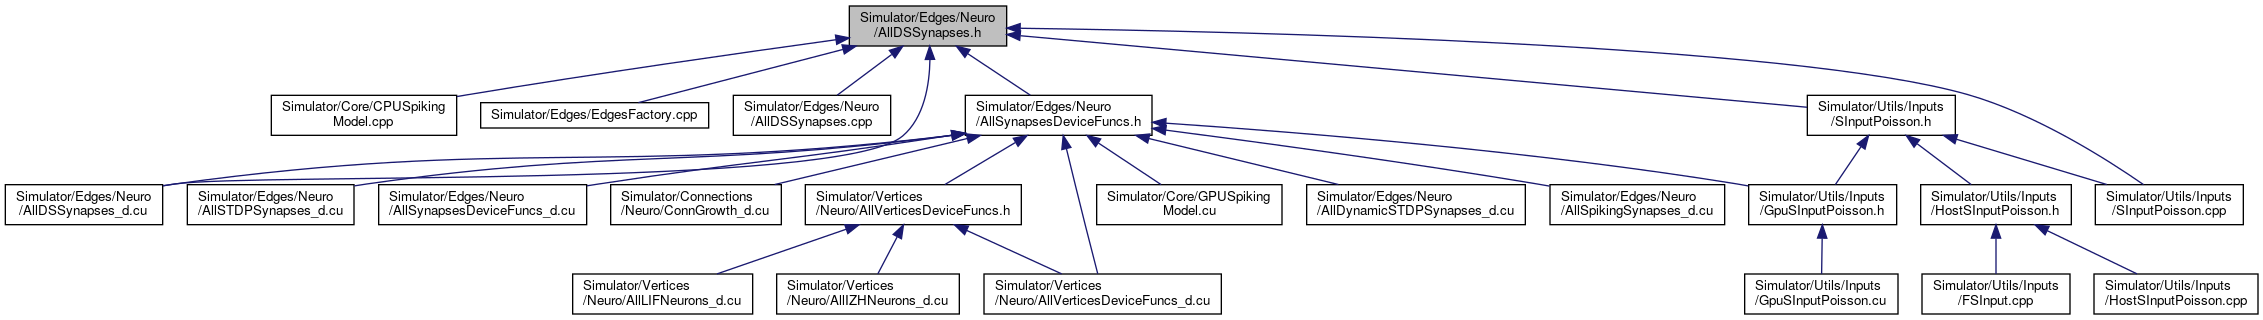 Simulator/Edges/Neuro
/AllDSSynapses.h
Simulator/Core/CPUSpiking
Model.cpp
Simulator/Edges/EdgesFactory.cpp
Simulator/Edges/Neuro
/AllDSSynapses.cpp
Simulator/Edges/Neuro
/AllSynapsesDeviceFuncs.h
Simulator/Utils/Inputs
/SInputPoisson.h
Simulator/Edges/Neuro
/AllDSSynapses_d.cu
Simulator/Edges/Neuro
/AllSTDPSynapses_d.cu
Simulator/Edges/Neuro
/AllSynapsesDeviceFuncs_d.cu
Simulator/Connections
/Neuro/ConnGrowth_d.cu
Simulator/Vertices
/Neuro/AllVerticesDeviceFuncs.h
Simulator/Core/GPUSpiking
Model.cu
Simulator/Edges/Neuro
/AllDynamicSTDPSynapses_d.cu
Simulator/Edges/Neuro
/AllSpikingSynapses_d.cu
Simulator/Utils/Inputs
/GpuSInputPoisson.h
Simulator/Utils/Inputs
/HostSInputPoisson.h
Simulator/Utils/Inputs
/SInputPoisson.cpp
Simulator/Vertices
/Neuro/AllLIFNeurons_d.cu
Simulator/Vertices
/Neuro/AllIZHNeurons_d.cu
Simulator/Vertices
/Neuro/AllVerticesDeviceFuncs_d.cu
Simulator/Utils/Inputs
/GpuSInputPoisson.cu
Simulator/Utils/Inputs
/FSInput.cpp
Simulator/Utils/Inputs
/HostSInputPoisson.cpp